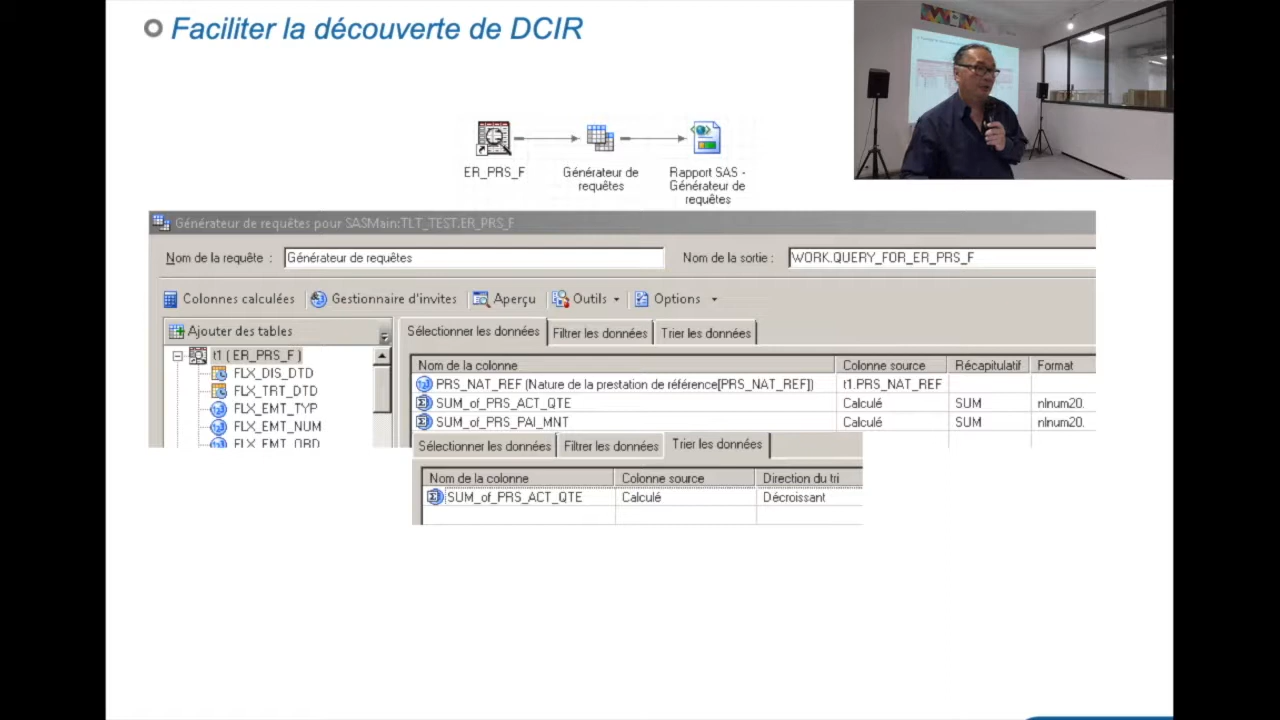 Faciliter la découverte de DCIR
ER_PRS_F
Générateur de requêtes
Rapport SAS - Générateur de requêtes
Générateur de requêtes pour SASMain:TLT_TEST.ER_PRS_F
Nom de la requête : Générateur de requêtes Nom de la sortie : WORK.QUERY_FOR_ER_PRS_F
Colonnes calculées Gestionnaire d'invites Aperçu Outils Options
Ajouter des tables
t1 ( ER_PRS_F )
FLX_DIS_DTD
FLX_TRT_DTD
FLX_EMT_TYP
FLX_EMT_NUM
FLX_EMT_ORD
Sélectionner les données Filtrer les données Trier les données
Nom de la colonne Colonne source Récapitulatif Format
PRS_NAT_REF (Nature de la prestation de référence[PRS_NAT_REF]) t1.PRS_NAT_REF
SUM_of_PRS_ACT_QTE Calculé SUM nlnum20.
SUM_of_PRS_PAI_MNT Calculé SUM nlnum20.
Sélectionner les données Filtrer les données Trier les données
Nom de la colonne Colonne source Direction du tri
SUM_of_PRS_ACT_QTE Calculé Décroissant